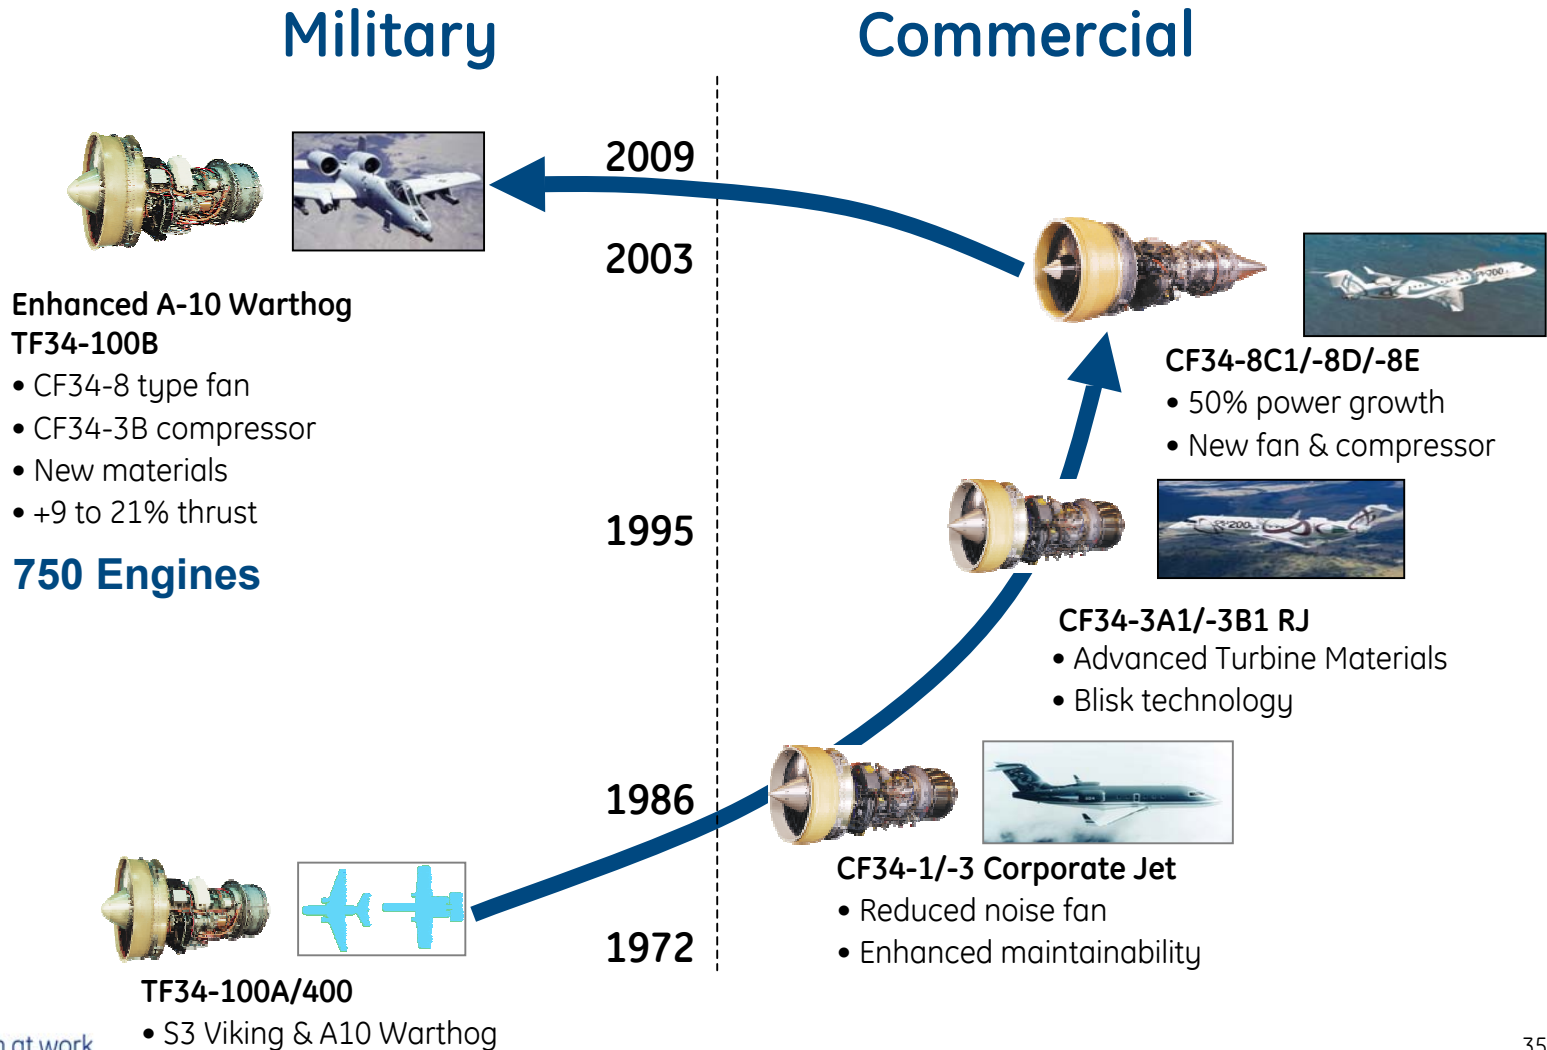 Military
Commercial
2009
2003
Enhanced A-10 Warthog
TF34-100B
• CF34-8 type fan
• CF34-3B compressor
• New materials
• +9 to 21% thrust
750 Engines
CF34-8C1/-8D/-8E
• 50% power growth
• New fan & compressor
1995
CF34-3A1/-3B1 RJ
• Advanced Turbine Materials
• Blisk technology
1986
CF34-1/-3 Corporate Jet
• Reduced noise fan
• Enhanced maintainability
1972
TF34-100A/400
• S3 Viking & A10 Warthog
at work
35